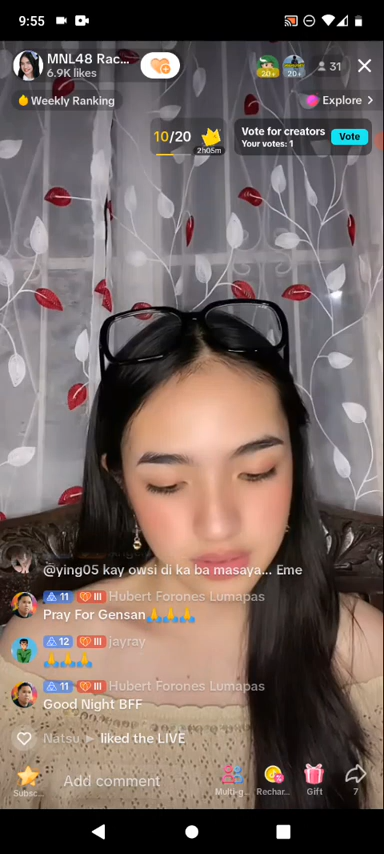 9:55
MNL48 Rac...
6.9K likes
20+
20+
31
Weekly Ranking
Explore >
10/20
2h05m
Vote for creators
Your votes: 1
Vote
@ying05 kay owsi di ka ba masaya... Eme
11 III Hubert Forones Lumapas
Pray For Gensan🙏🙏🙏
12 III jayray
🙏🙏🙏
11 III Hubert Forones Lumapas
Good Night BFF
Natsu liked the LIVE
Subsc...
Add comment
Multi-g...
Rechar...
Gift
7